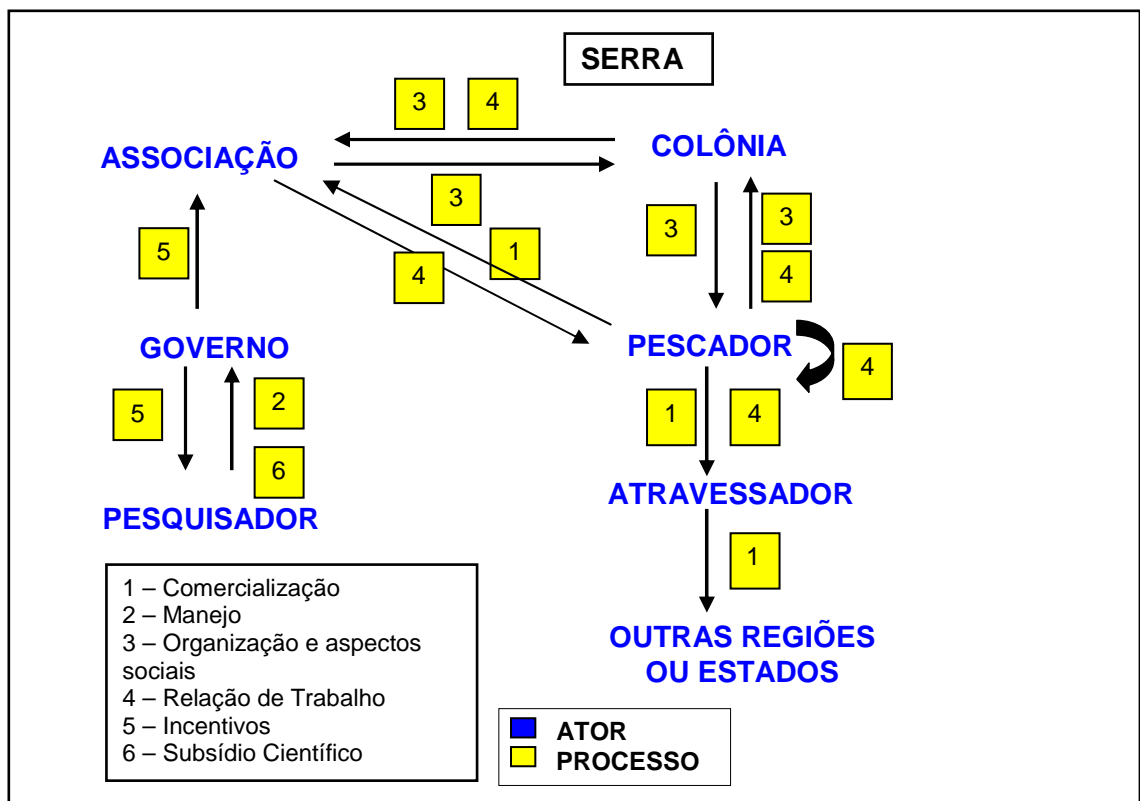 SERRA
3 4
ASSOCIAÇÃO
COLÔNIA
3
3
3
1
5
4
4
GOVERNO
PESCADOR
4
5
2
1
4
6
ATRAVESSADOR
PESQUISADOR
1
1 – Comercialização
2 – Manejo
3 – Organização e aspectos
sociais
4 – Relação de Trabalho
5 – Incentivos
6 – Subsídio Científico
OUTRAS REGIÕES
OU ESTADOS
ATOR
PROCESSO